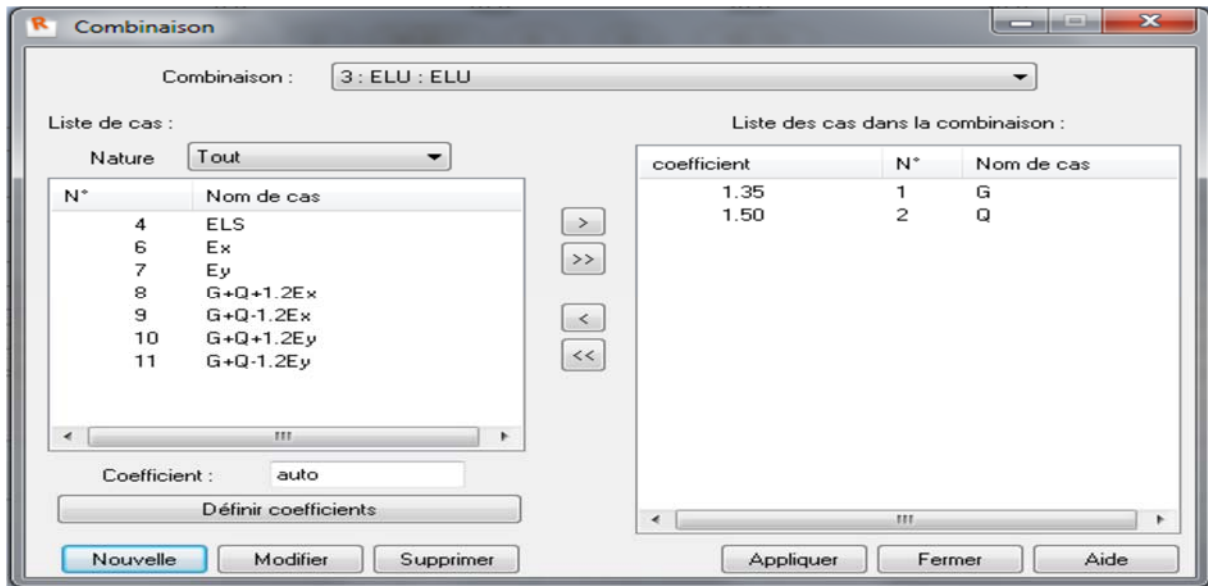 Combinaison
Combinaison : 3 : ELU : ELU
Liste de cas :
Nature Tout
N° Nom de cas
4 ELS
6 Ex
7 Ey
8 G+Q+1.2Ex
9 G+Q-1.2Ex
10 G+Q+1.2Ey
11 G+Q-1.2Ey
Coefficient : auto
Définir coefficients
Nouvelle Modifier Supprimer
>
>>
<
<<
Liste des cas dans la combinaison :
coefficient N° Nom de cas
1.35 1 G
1.50 2 Q
Appliquer Fermer Aide